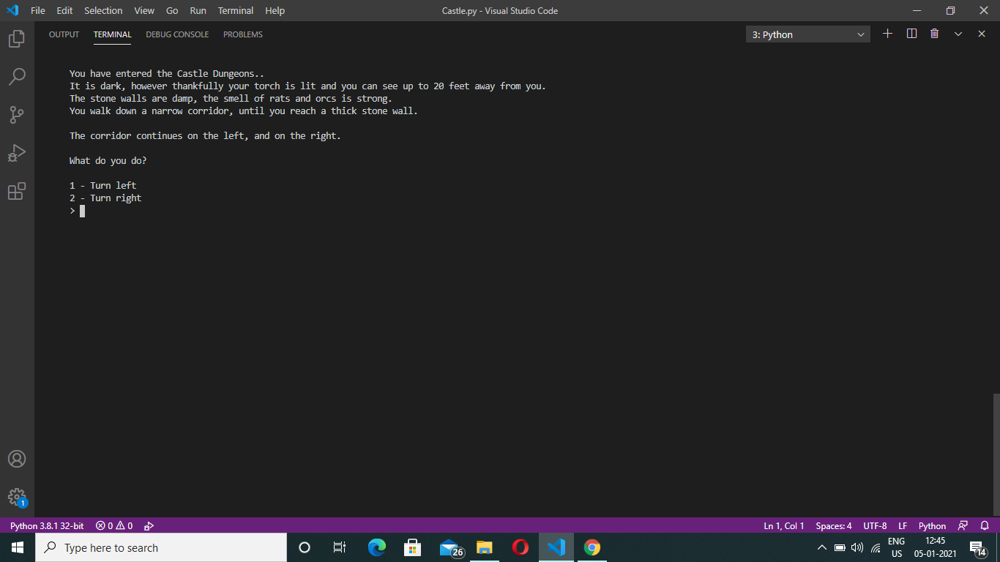 File Edit Selection View Go Run Terminal Help
Castle.py - Visual Studio Code
OUTPUT TERMINAL DEBUG CONSOLE PROBLEMS
3: Python
You have entered the Castle Dungeons..
It is dark, however thankfully your torch is lit and you can see up to 20 feet away from you.
The stone walls are damp, the smell of rats and orcs is strong.
You walk down a narrow corridor, until you reach a thick stone wall.
The corridor continues on the left, and on the right.
What do you do?
1 - Turn left
2 - Turn right
>
1
Python 3.8.1 32-bit 0 0 Ln 1, Col 1 Spaces: 4 UTF-8 LF Python
Type here to search
26
ENG
US
12:45
05-01-2021
14